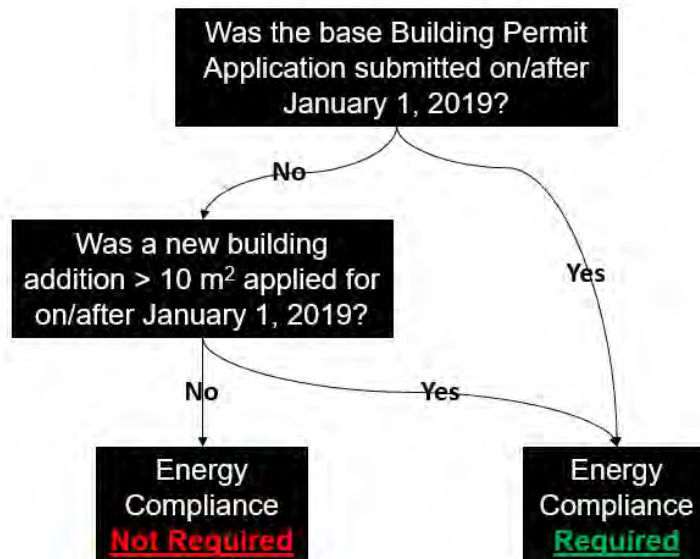 Was the base Building Permit
Application submitted on/after
January 1, 2019?
No
Was a new building
addition > 10 m² applied for
on/after January 1, 2019?
Yes
No
Yes
Energy
Compliance
Not Required
Energy
Compliance
Required